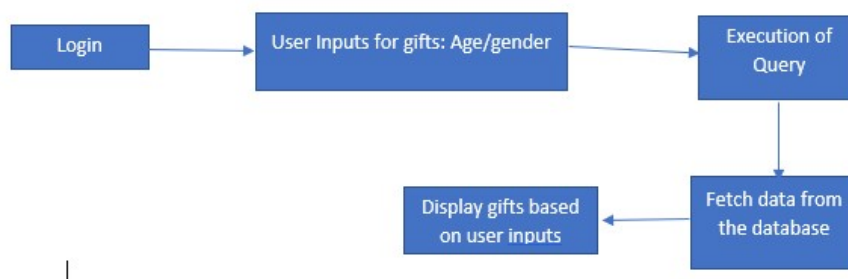 Login
User Inputs for gifts: Age/gender
Execution of
Query
Fetch data from
the database
Display gifts based
on user inputs